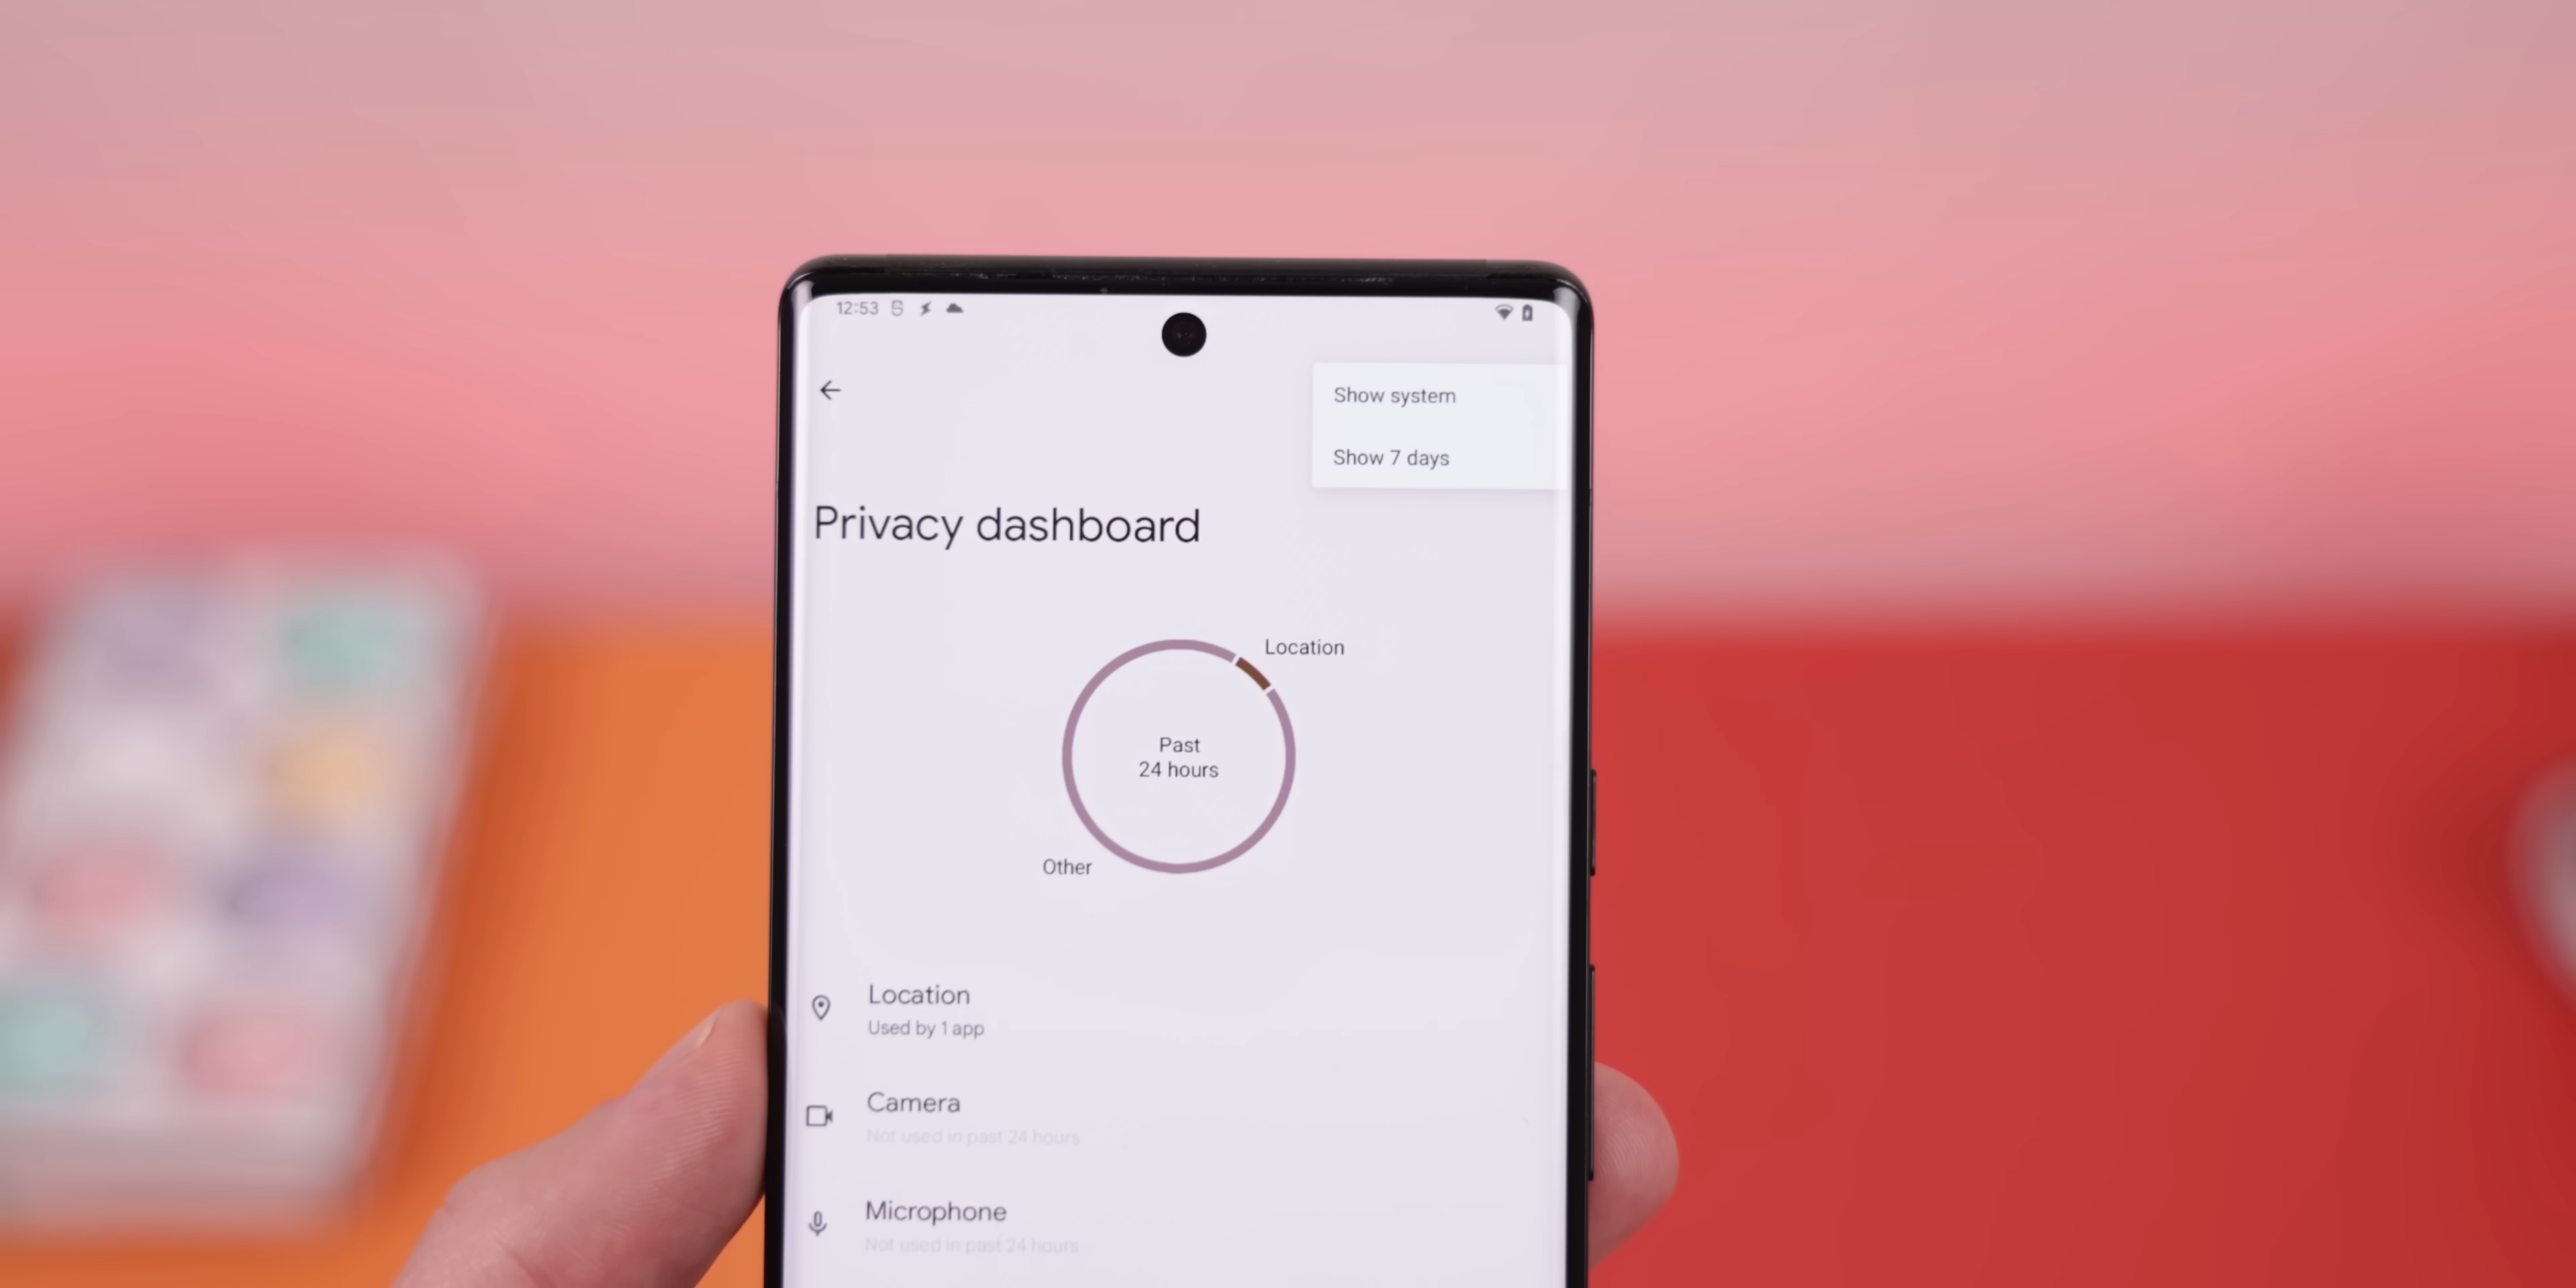 12:53
Show system
Show 7 days
Privacy dashboard
Location
Past
24 hours
Other
Location
Used by 1 app
Camera
Not used in past 24 hours
Microphone
Not used in past 24 hours